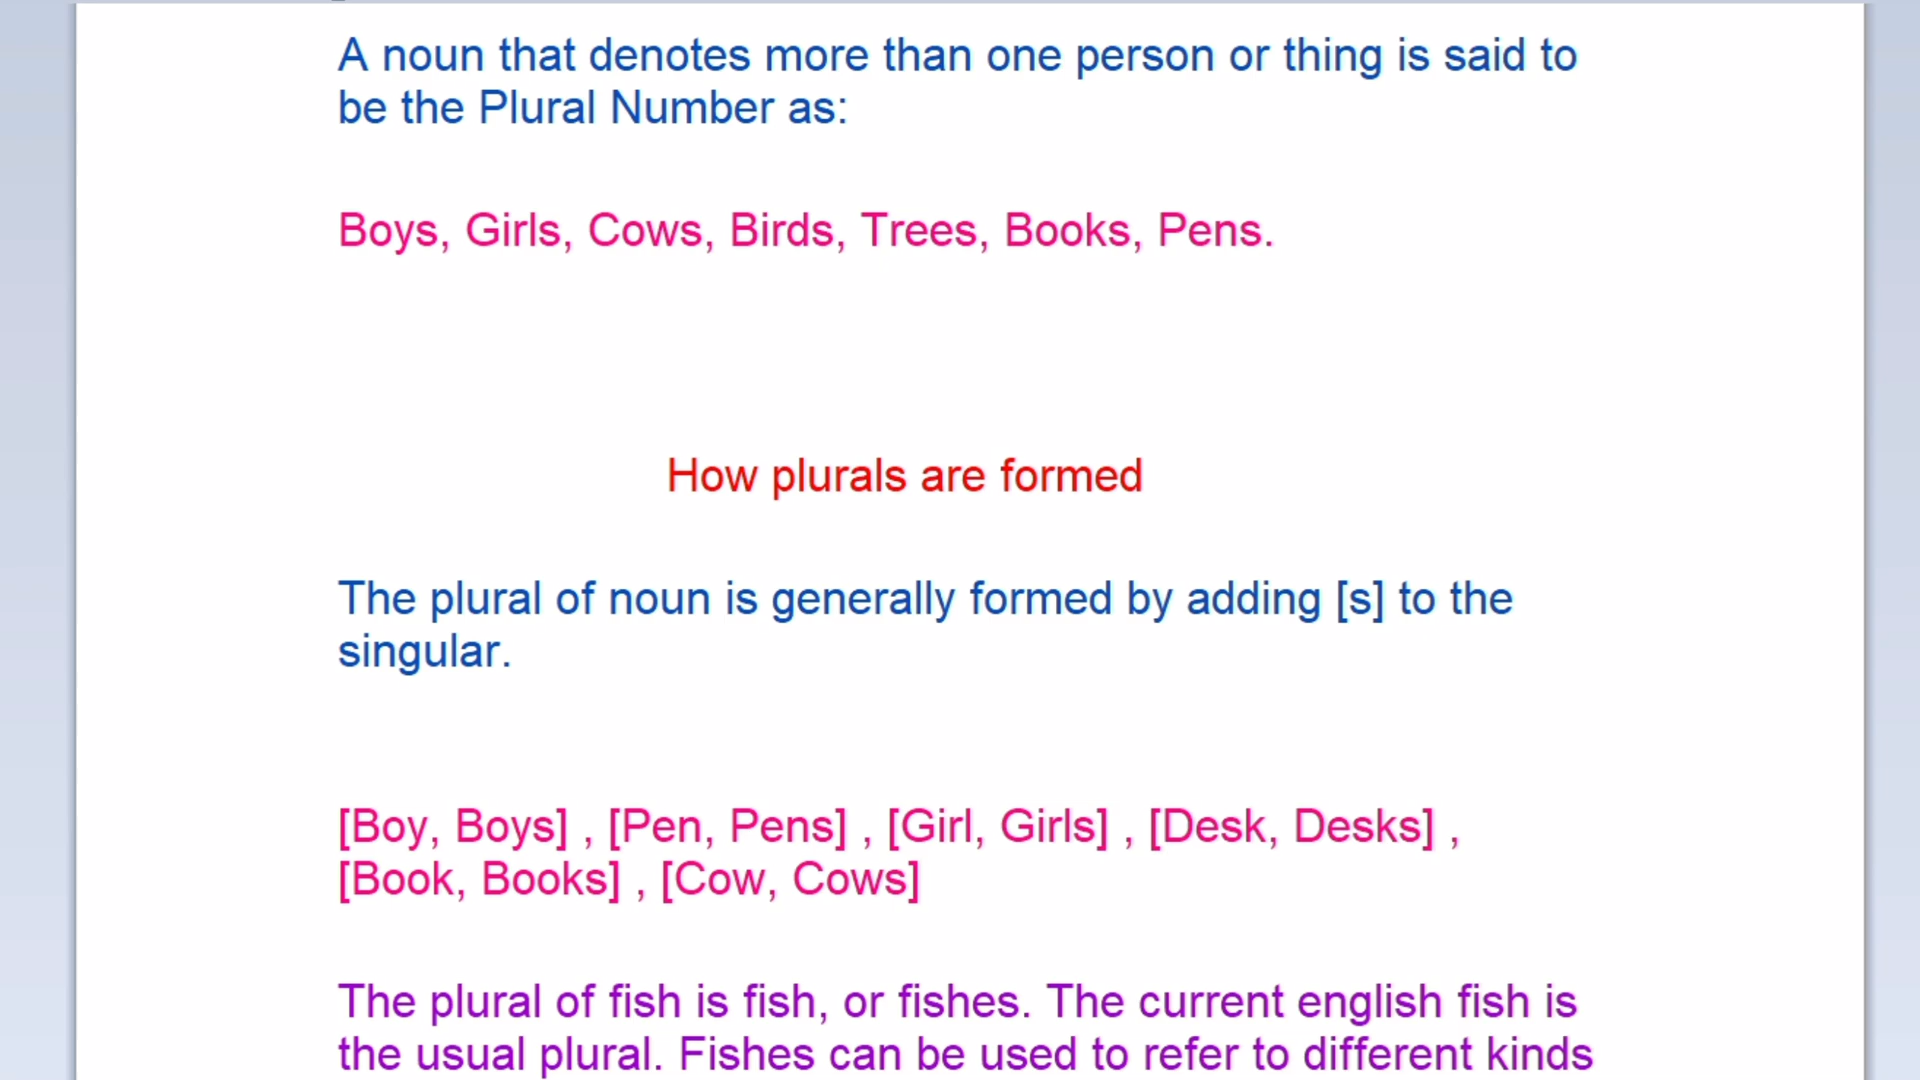 A noun that denotes more than one person or thing is said to
be the Plural Number as:
Boys, Girls, Cows, Birds, Trees, Books, Pens.
How plurals are formed
The plural of noun is generally formed by adding [s] to the
singular.
[Boy, Boys] , [Pen, Pens] , [Girl, Girls] , [Desk, Desks] ,
[Book, Books] , [Cow, Cows]
The plural of fish is fish, or fishes. The current english fish is
the usual plural. Fishes can be used to refer to different kinds